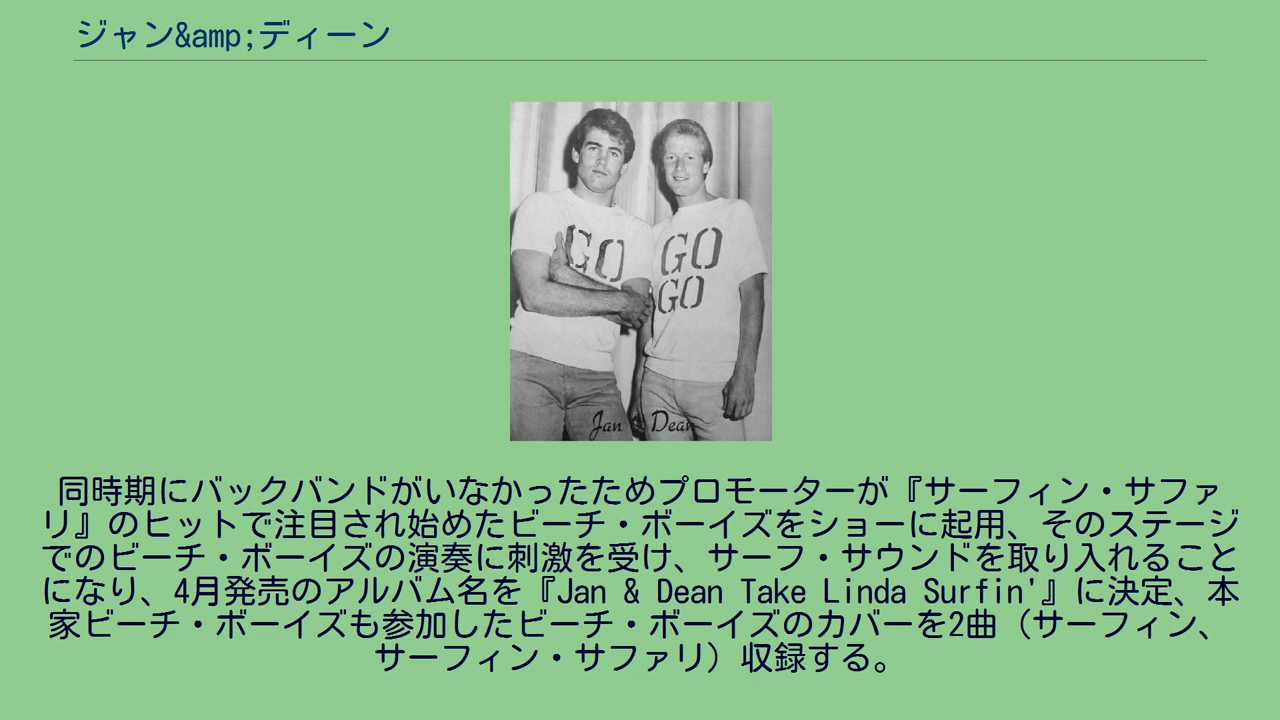 ジャン&amp;ディーン
GO
GO
GO
Jan & Dean
同時期にバックバンドがいなかったためプロモーターが『サーフィン・サファ
リ』のヒットで注目され始めたビーチ・ボーイズをショーに起用、そのステージ
でのビーチ・ボーイズの演奏に刺激を受け、サーフ・サウンドを取り入れること
になり、4月発売のアルバム名を『Jan & Dean Take Linda Surfin'』に決定、本
家ビーチ・ボーイズも参加したビーチ・ボーイズのカバーを2曲（サーフィン、
サーフィン・サファリ）収録する。